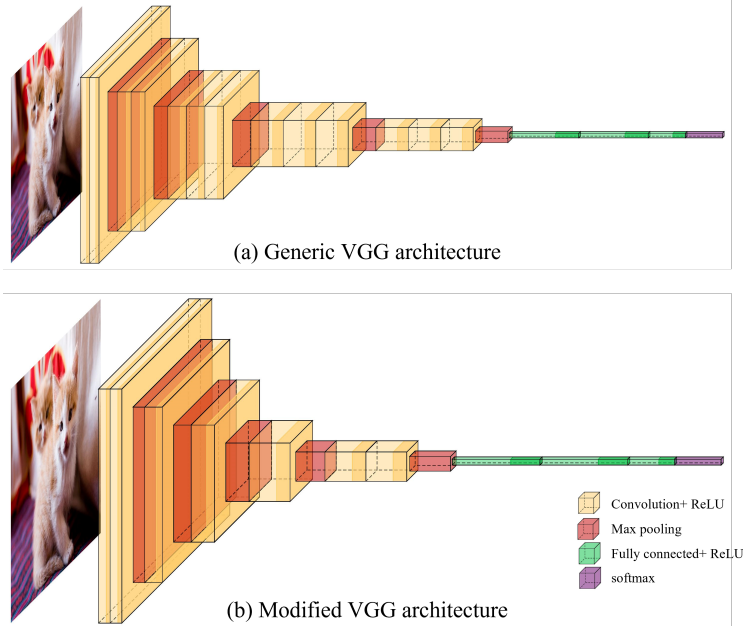 (a) Generic VGG architecture
Convolution+ ReLU
Max pooling
Fully connected+ ReLU
softmax
(b) Modified VGG architecture